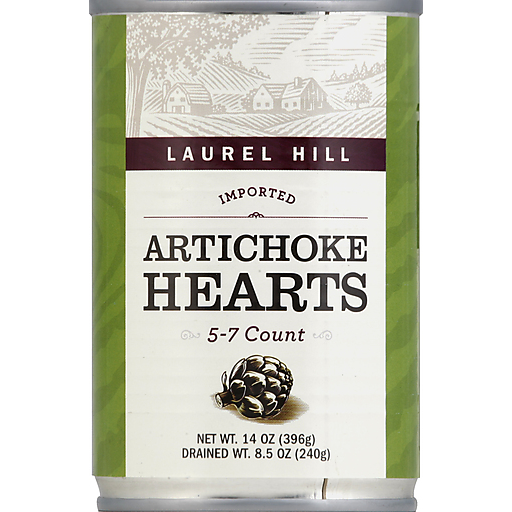 LAUREL HILL
IMPORTED
ARTICHOKE
HEARTS
5-7 Count
NET WT. 14 OZ (396g)
DRAINED WT. 8.5 OZ (240g)